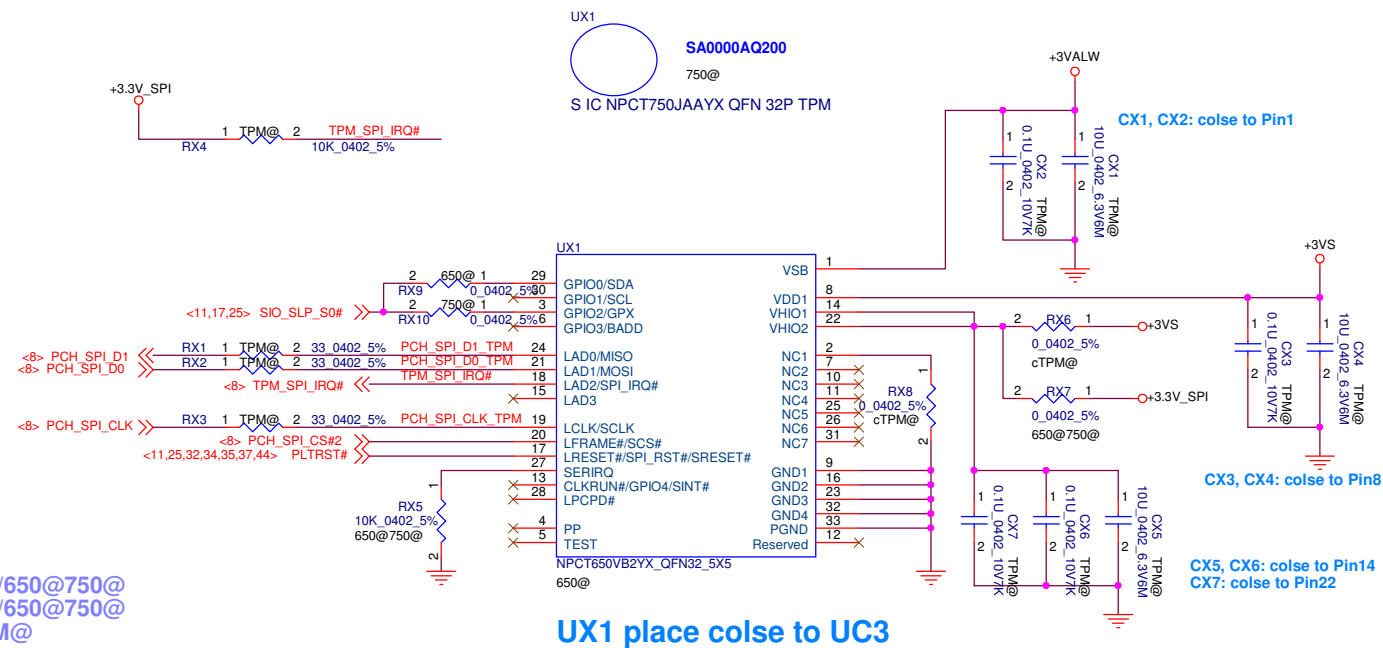 UX1
SA0000AQ200
750@
S IC NPCT750JAAYX QFN 32P TPM
+3.3V_SPI
1 TPM@ 2 TPM_SPI_IRQ#
RX4 10K_0402_5%
+3VALW
CX1, CX2: colse to Pin1
1
2
CX2
0.1U_0402_10V7K
TPM@
1
2
CX1
10U_0402_6.3V6M
TPM@
+3VS
1
2
CX3
0.1U_0402_10V7K
TPM@
1
2
CX4
10U_0402_6.3V6M
TPM@
CX3, CX4: colse to Pin8
UX1
<11,17,25> SIO_SLP_S0#
2 650@ 1
RX9 0_0402_5%
2 750@ 1
RX10 0_0402_5%
29 GPIO0/SDA
30 GPIO1/SCL
3 GPIO2/GPX
6 GPIO3/BADD
<8> PCH_SPI_D1 RX1 1 TPM@ 2 33_0402_5% PCH_SPI_D1_TPM 24 LAD0/MISO
<8> PCH_SPI_D0 RX2 1 TPM@ 2 33_0402_5% PCH_SPI_D0_TPM 21 LAD1/MOSI
<8> TPM_SPI_IRQ# TPM_SPI_IRQ# 18 LAD2/SPI_IRQ#
15 LAD3
<8> PCH_SPI_CLK RX3 1 TPM@ 2 33_0402_5% PCH_SPI_CLK_TPM 19 LCLK/SCLK
<8> PCH_SPI_CS#2 20 LFRAME#/SCS#
<11,25,32,34,35,37,44> PLTRST# 17 LRESET#/SPI_RST#/SRESET#
27 SERIRQ
13 CLKRUN#/GPIO4/SINT#
28 LPCPD#
4 PP
5 TEST
1
RX5
10K_0402_5%
650@750@
2
VSB 1
VDD1 8
VHIO1 14
VHIO2 22
NC1 2
NC2 7
NC3 10
NC4 11
NC5 25
NC6 26
NC7 31
GND1 9
GND2 16
GND3 23
GND4 32
PGND 33
Reserved 12
NPCT650VB2YX_QFN32_5X5
650@
1
RX8
0_0402_5%
cTPM@
2
2 RX6 1 +3VS
0_0402_5%
cTPM@
2 RX7 1 +3.3V_SPI
0_0402_5%
650@750@
1
2
CX7
0.1U_0402_10V7K
TPM@
1
2
CX6
0.1U_0402_10V7K
TPM@
1
2
CX5
10U_0402_6.3V6M
TPM@
CX5, CX6: colse to Pin14
CX7: colse to Pin22
/650@750@
/650@750@
M@
UX1 place colse to UC3